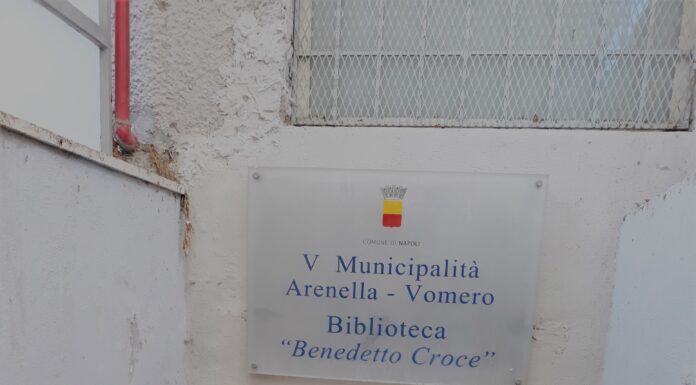 COMUNE DI NAPOLI
V Municipalità
Arenella - Vomero
Biblioteca
“Benedetto Croce”